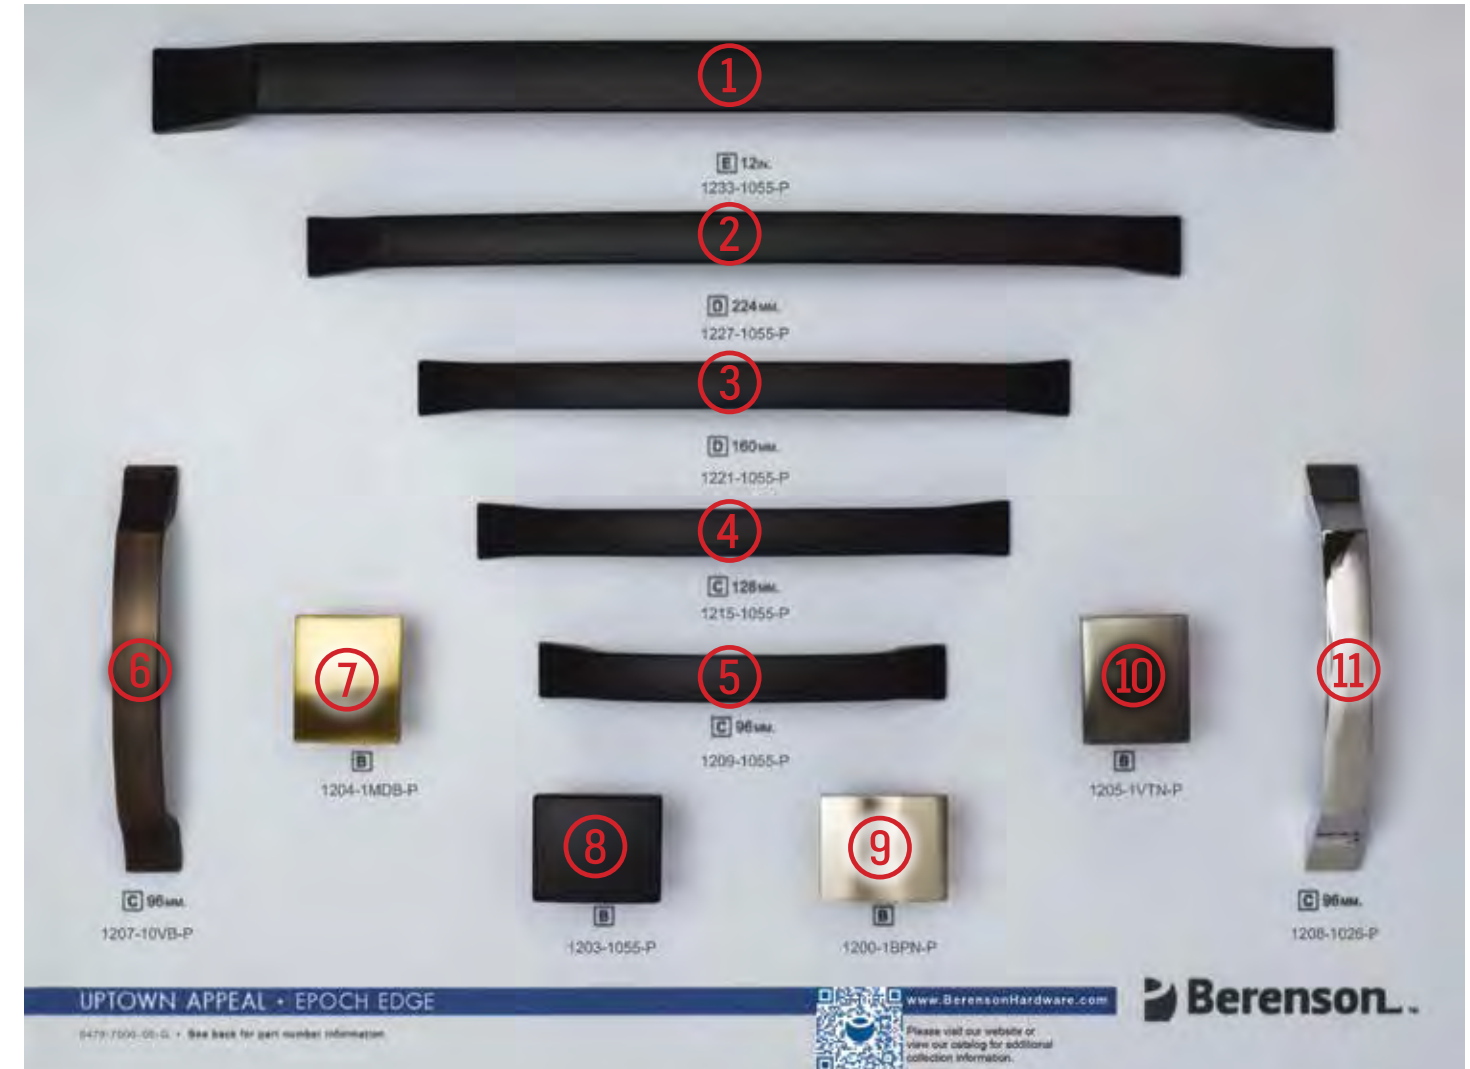 1
E 12IN.
1233-1055-P
2
D 224MM.
1227-1055-P
3
D 160MM.
1221-1055-P
4
C 128MM.
1215-1055-P
5
C 96MM.
1209-1055-P
6
C 96MM.
1207-10VB-P
7
B
1204-1MDB-P
8
B
1203-1055-P
9
B
1200-1BPN-P
10
B
1205-1VTN-P
11
C 96MM.
1208-1026-P
UPTOWN APPEAL • EPOCH EDGE
www.BerensonHardware.com
Berenson™
• See back for part number information
Please visit our website or
view our catalog for additional
collection information.